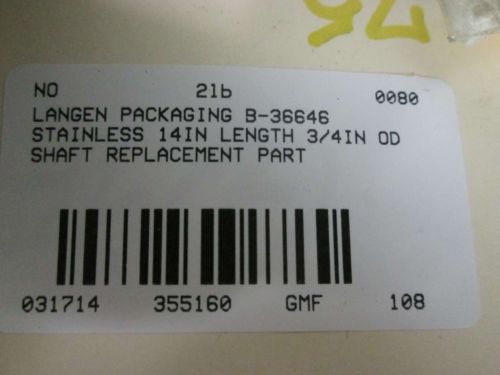 75
NO 21b 0080
LANGEN PACKAGING B-36646
STAINLESS 14IN LENGTH 3/4IN OD
SHAFT REPLACEMENT PART
031714 355160 GMF 108